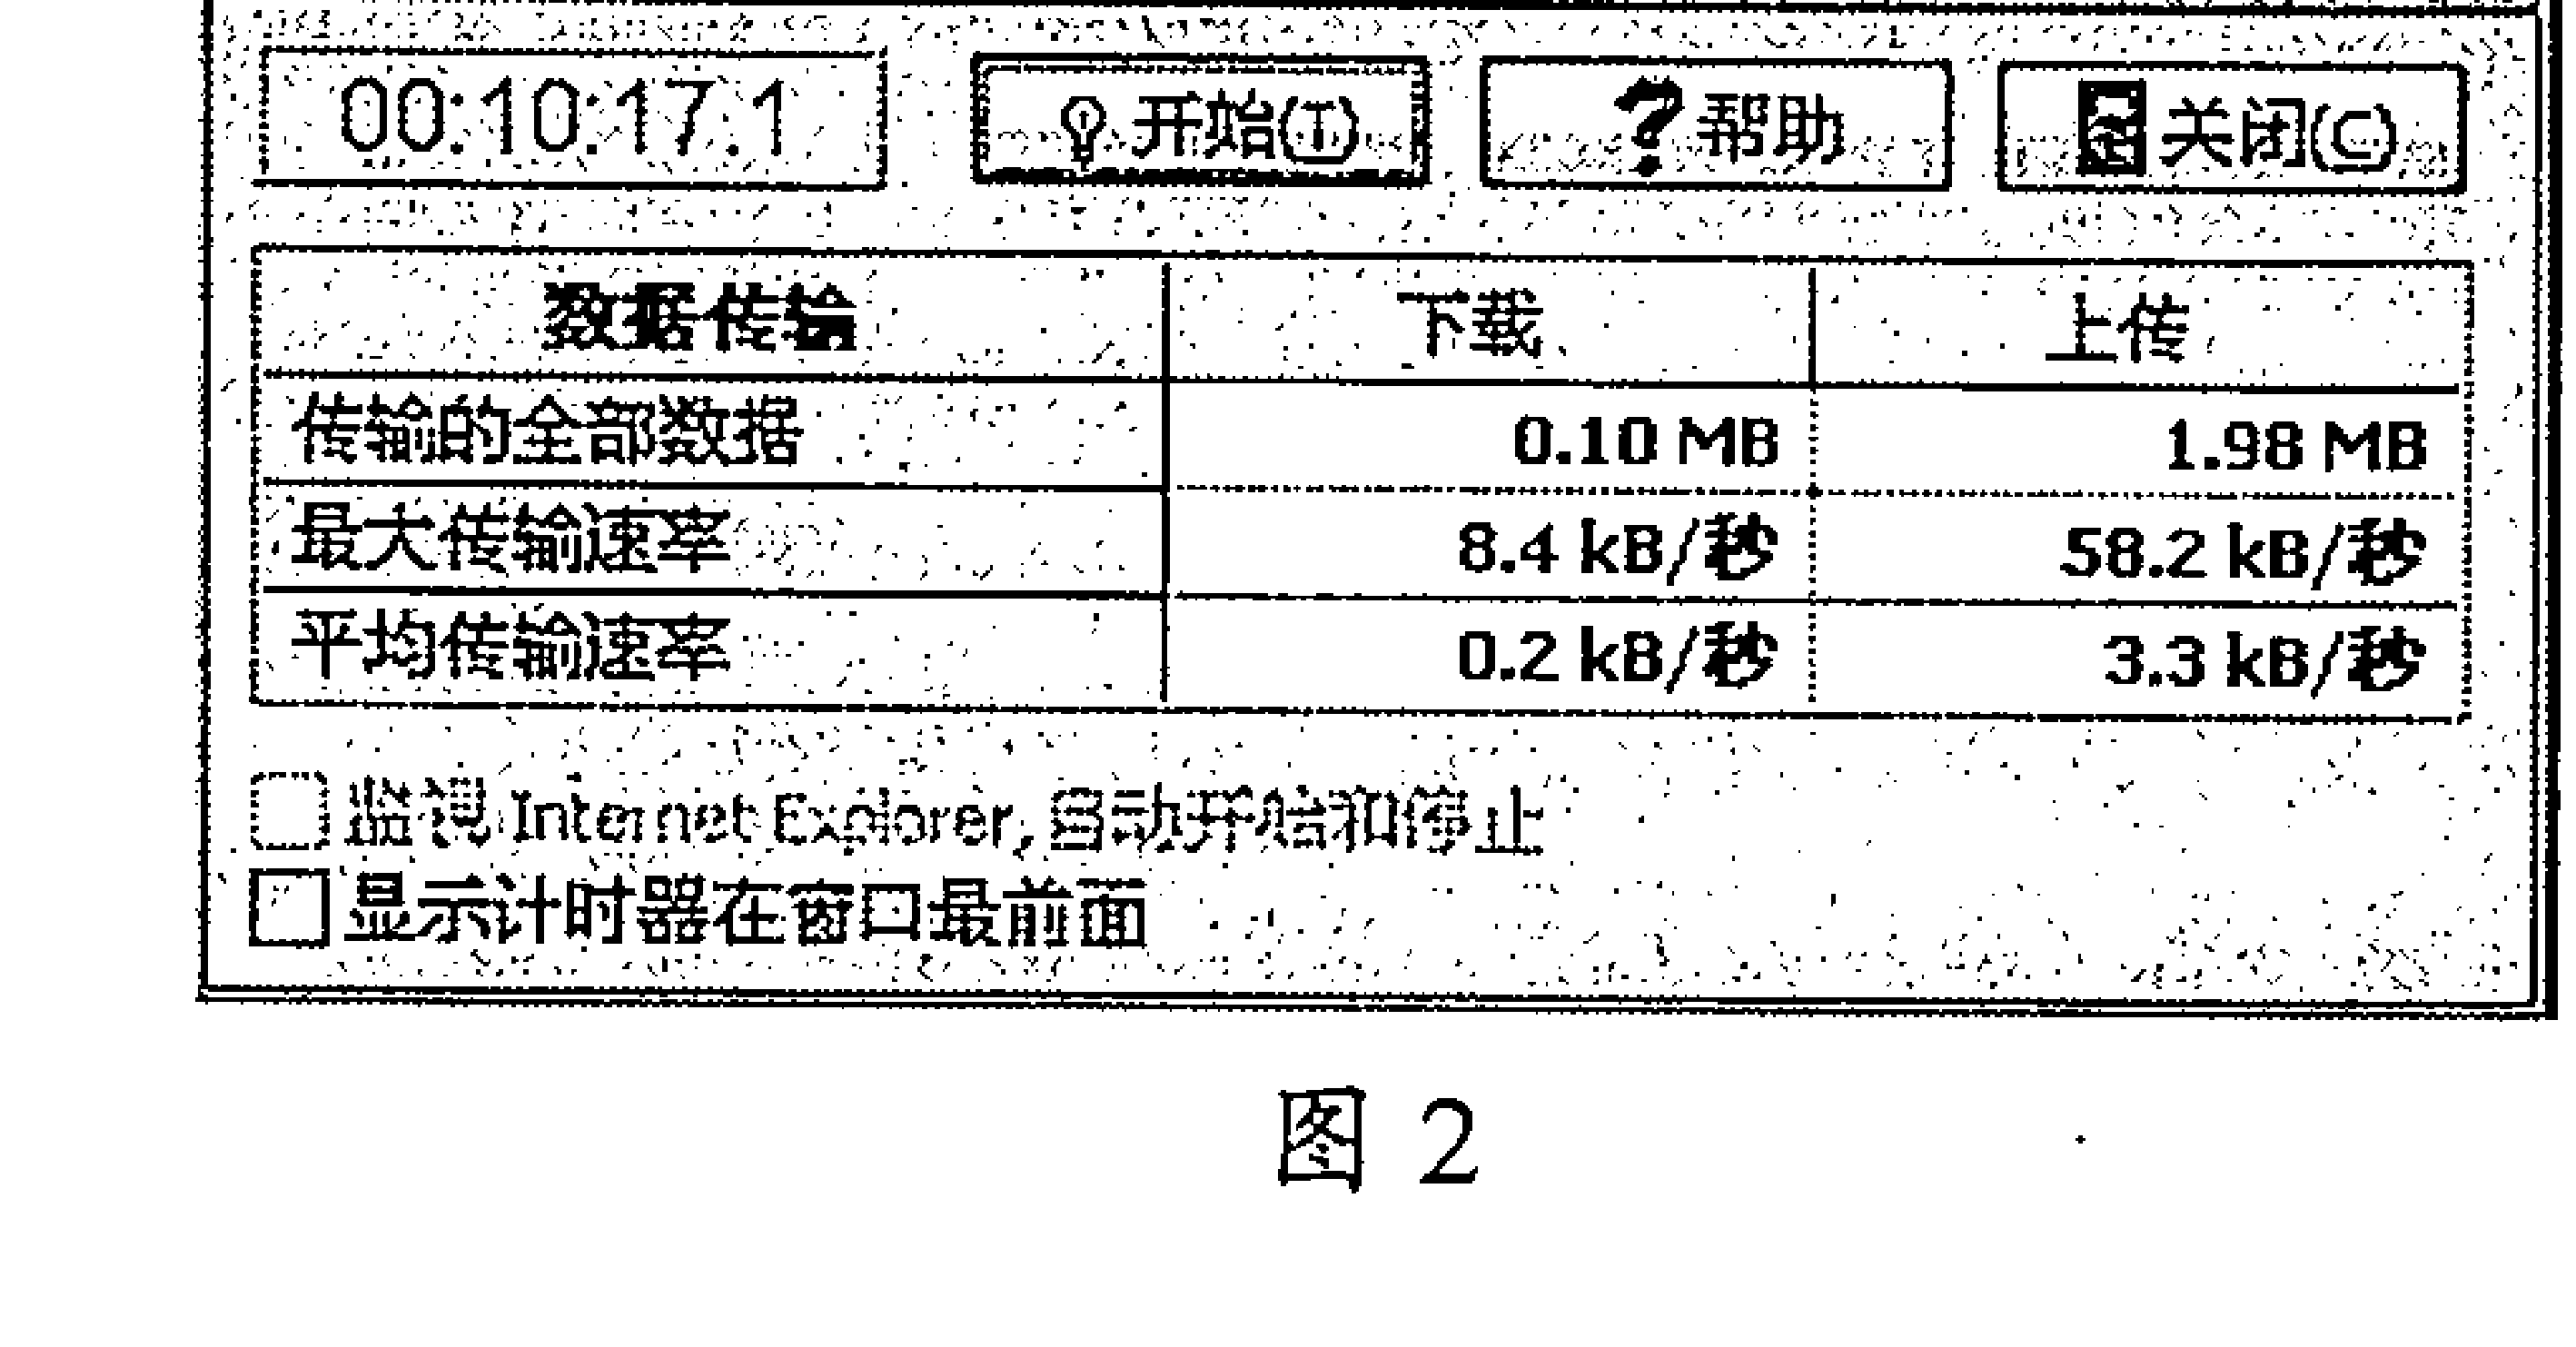 00:10:17.1 开始(T) 帮助 关闭(C)
数据传输 下载 上传
传输的全部数据 0.10 MB 1.98 MB
最大传输速率 8.4 kB/秒 58.2 kB/秒
平均传输速率 0.2 kB/秒 3.3 kB/秒
监视 Internet Explorer, 自动开始和停止
显示计时器在窗口最前面
图 2